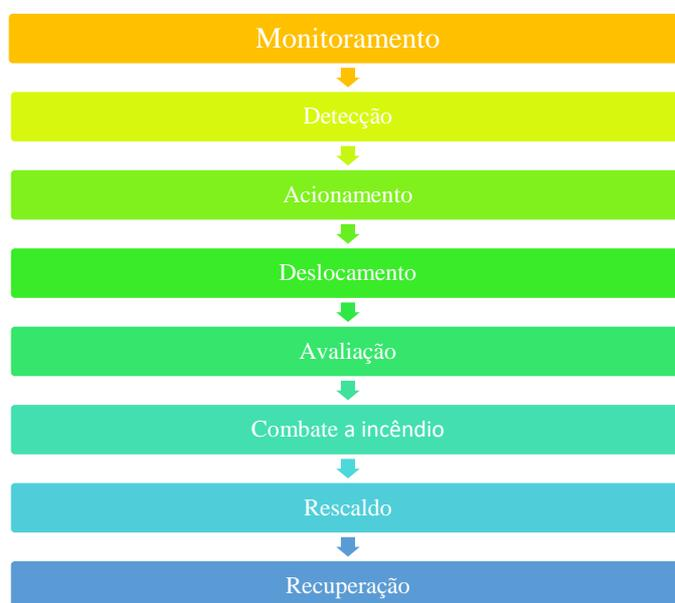 Monitoramento
Detecção
Acionamento
Deslocamento
Avaliação
Combate a incêndio
Rescaldo
Recuperação